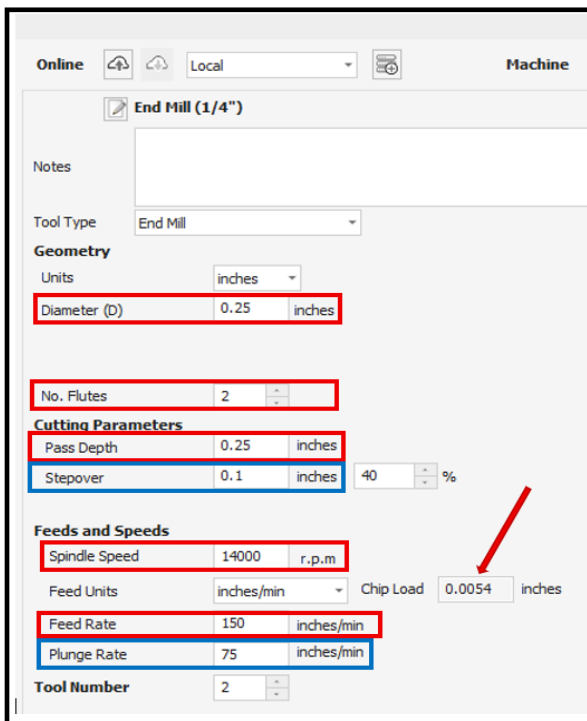 Online Local Machine
End Mill (1/4")
Notes
Tool Type End Mill
Geometry
Units inches
Diameter (D) 0.25 inches
No. Flutes 2
Cutting Parameters
Pass Depth 0.25 inches
Stepover 0.1 inches 40 %
Feeds and Speeds
Spindle Speed 14000 r.p.m
Feed Units inches/min Chip Load 0.0054 inches
Feed Rate 150 inches/min
Plunge Rate 75 inches/min
Tool Number 2